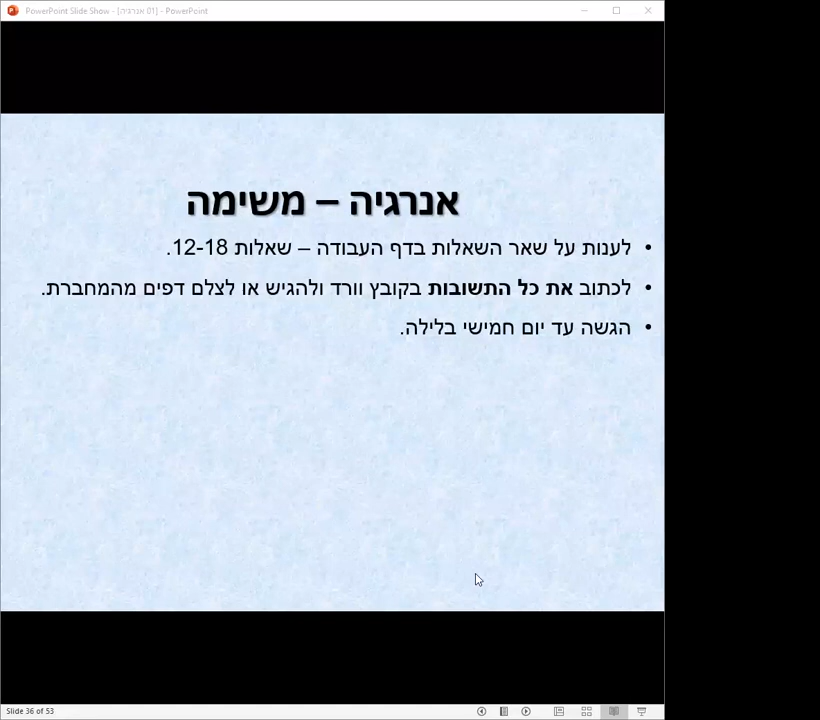 PowerPoint Slide Show - [01 אנרגיה] - PowerPoint
אנרגיה – משימה
• לענות על שאר השאלות בדף העבודה – שאלות 12-18.
• לכתוב את כל התשובות בקובץ וורד ולהגיש או לצלם דפים מהמחברת.
• הגשה עד יום חמישי בלילה.
Slide 36 of 53